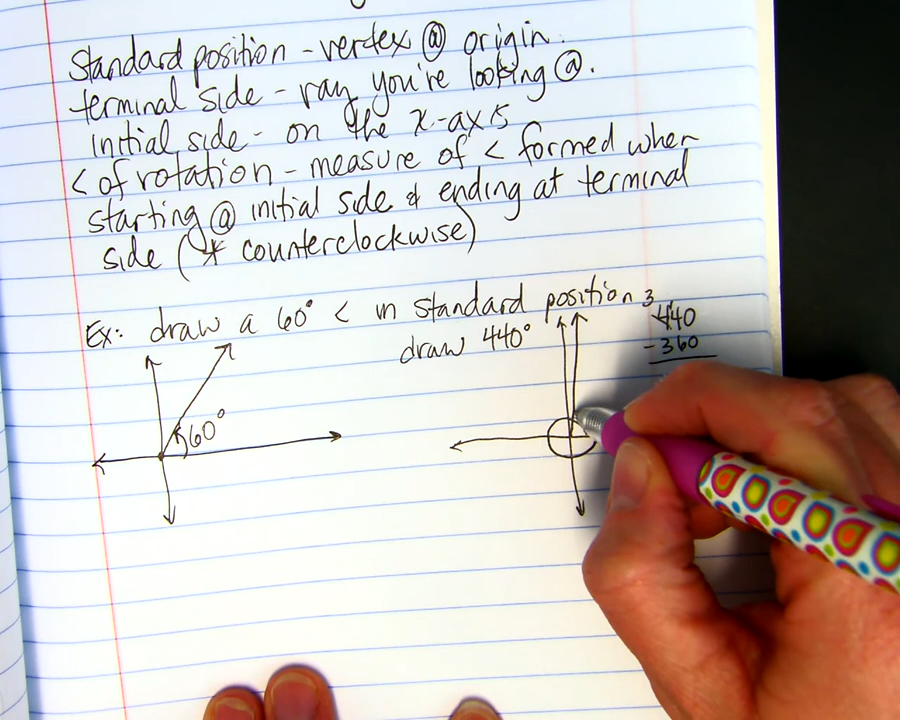 Standard position - vertex @ origin.
terminal side - ray you're looking @.
initial side - on the x-axis
< of rotation - measure of < formed when
starting @ initial side & ending at terminal
side (* counterclockwise)
Ex: draw a 60° < in standard position
draw 440°
3
440
-360
60°